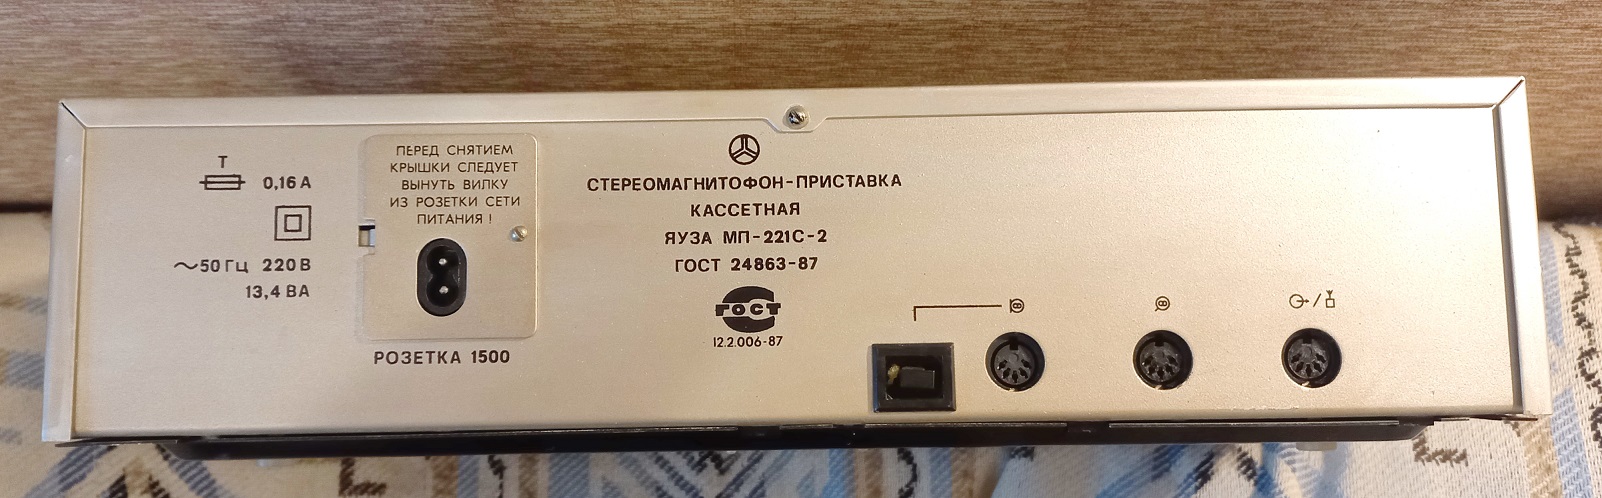 Т
0,16 А
~50 Гц 220 В
13,4 ВА
ПЕРЕД СНЯТИЕМ
КРЫШКИ СЛЕДУЕТ
ВЫНУТЬ ВИЛКУ
ИЗ РОЗЕТКИ СЕТИ
ПИТАНИЯ !
РОЗЕТКА 1500
СТЕРЕОМАГНИТОФОН-ПРИСТАВКА
КАССЕТНАЯ
ЯУЗА МП-221С-2
ГОСТ 24863-87
ГОСТ
12.2.006-87